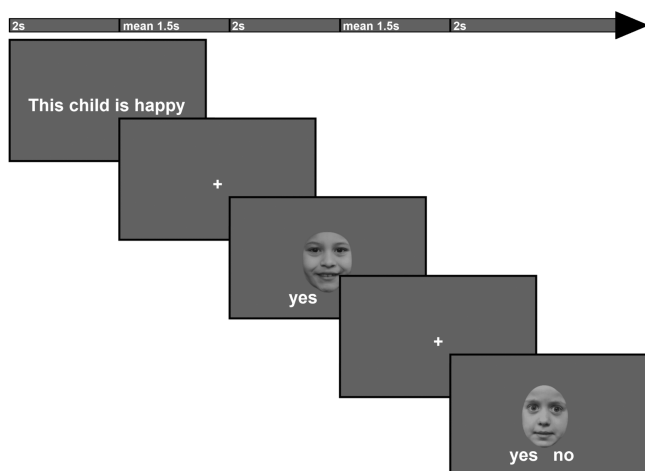 2s mean 1.5s 2s mean 1.5s 2s
This child is happy
+
yes
+
yes no